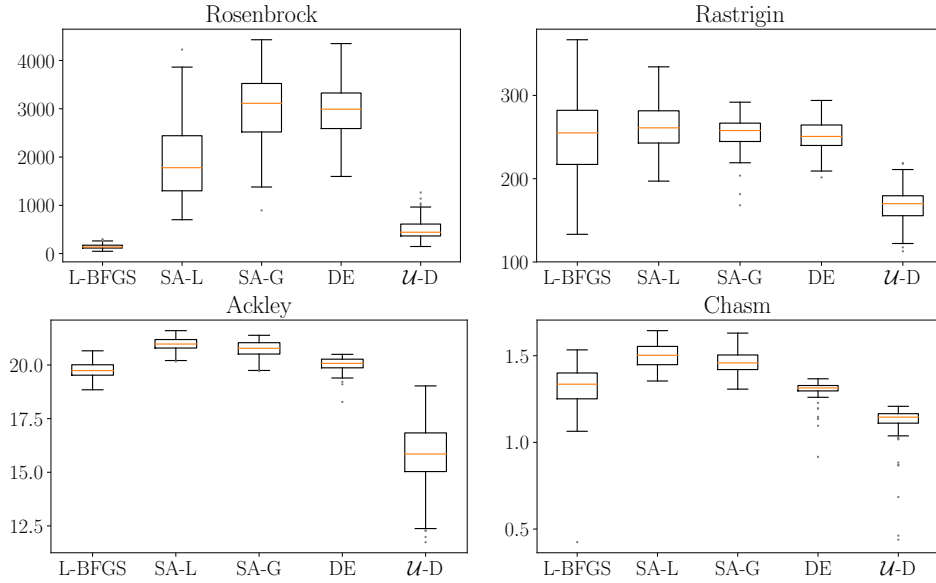 Rosenbrock
4000
3000
2000
1000
0
L-BFGS SA-L SA-G DE 𝒰-D
Rastrigin
300
200
100
L-BFGS SA-L SA-G DE 𝒰-D
Ackley
20.0
17.5
15.0
12.5
L-BFGS SA-L SA-G DE 𝒰-D
Chasm
1.5
1.0
0.5
L-BFGS SA-L SA-G DE 𝒰-D